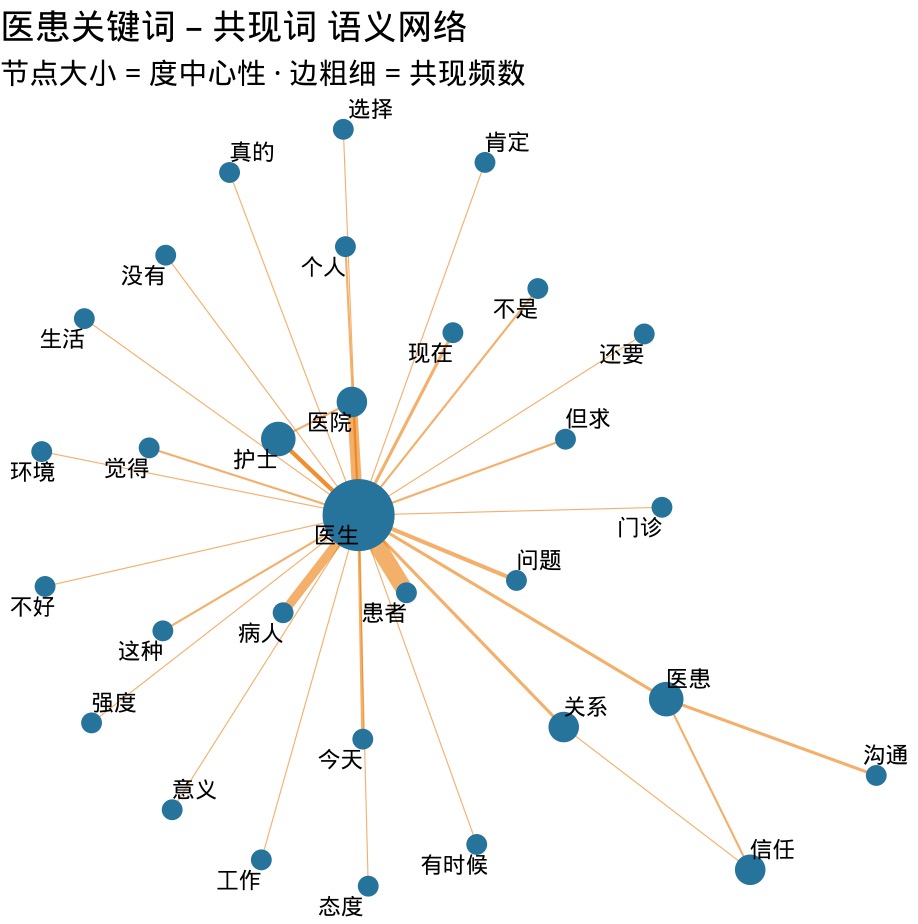 医患关键词 – 共现词 语义网络
节点大小 = 度中心性 · 边粗细 = 共现频数
选择
肯定
真的
个人
没有
不是
生活
现在
还要
医院
但求
护士
环境
觉得
门诊
医生
问题
不好
患者
病人
这种
医患
强度
关系
沟通
今天
意义
信任
有时候
工作
态度